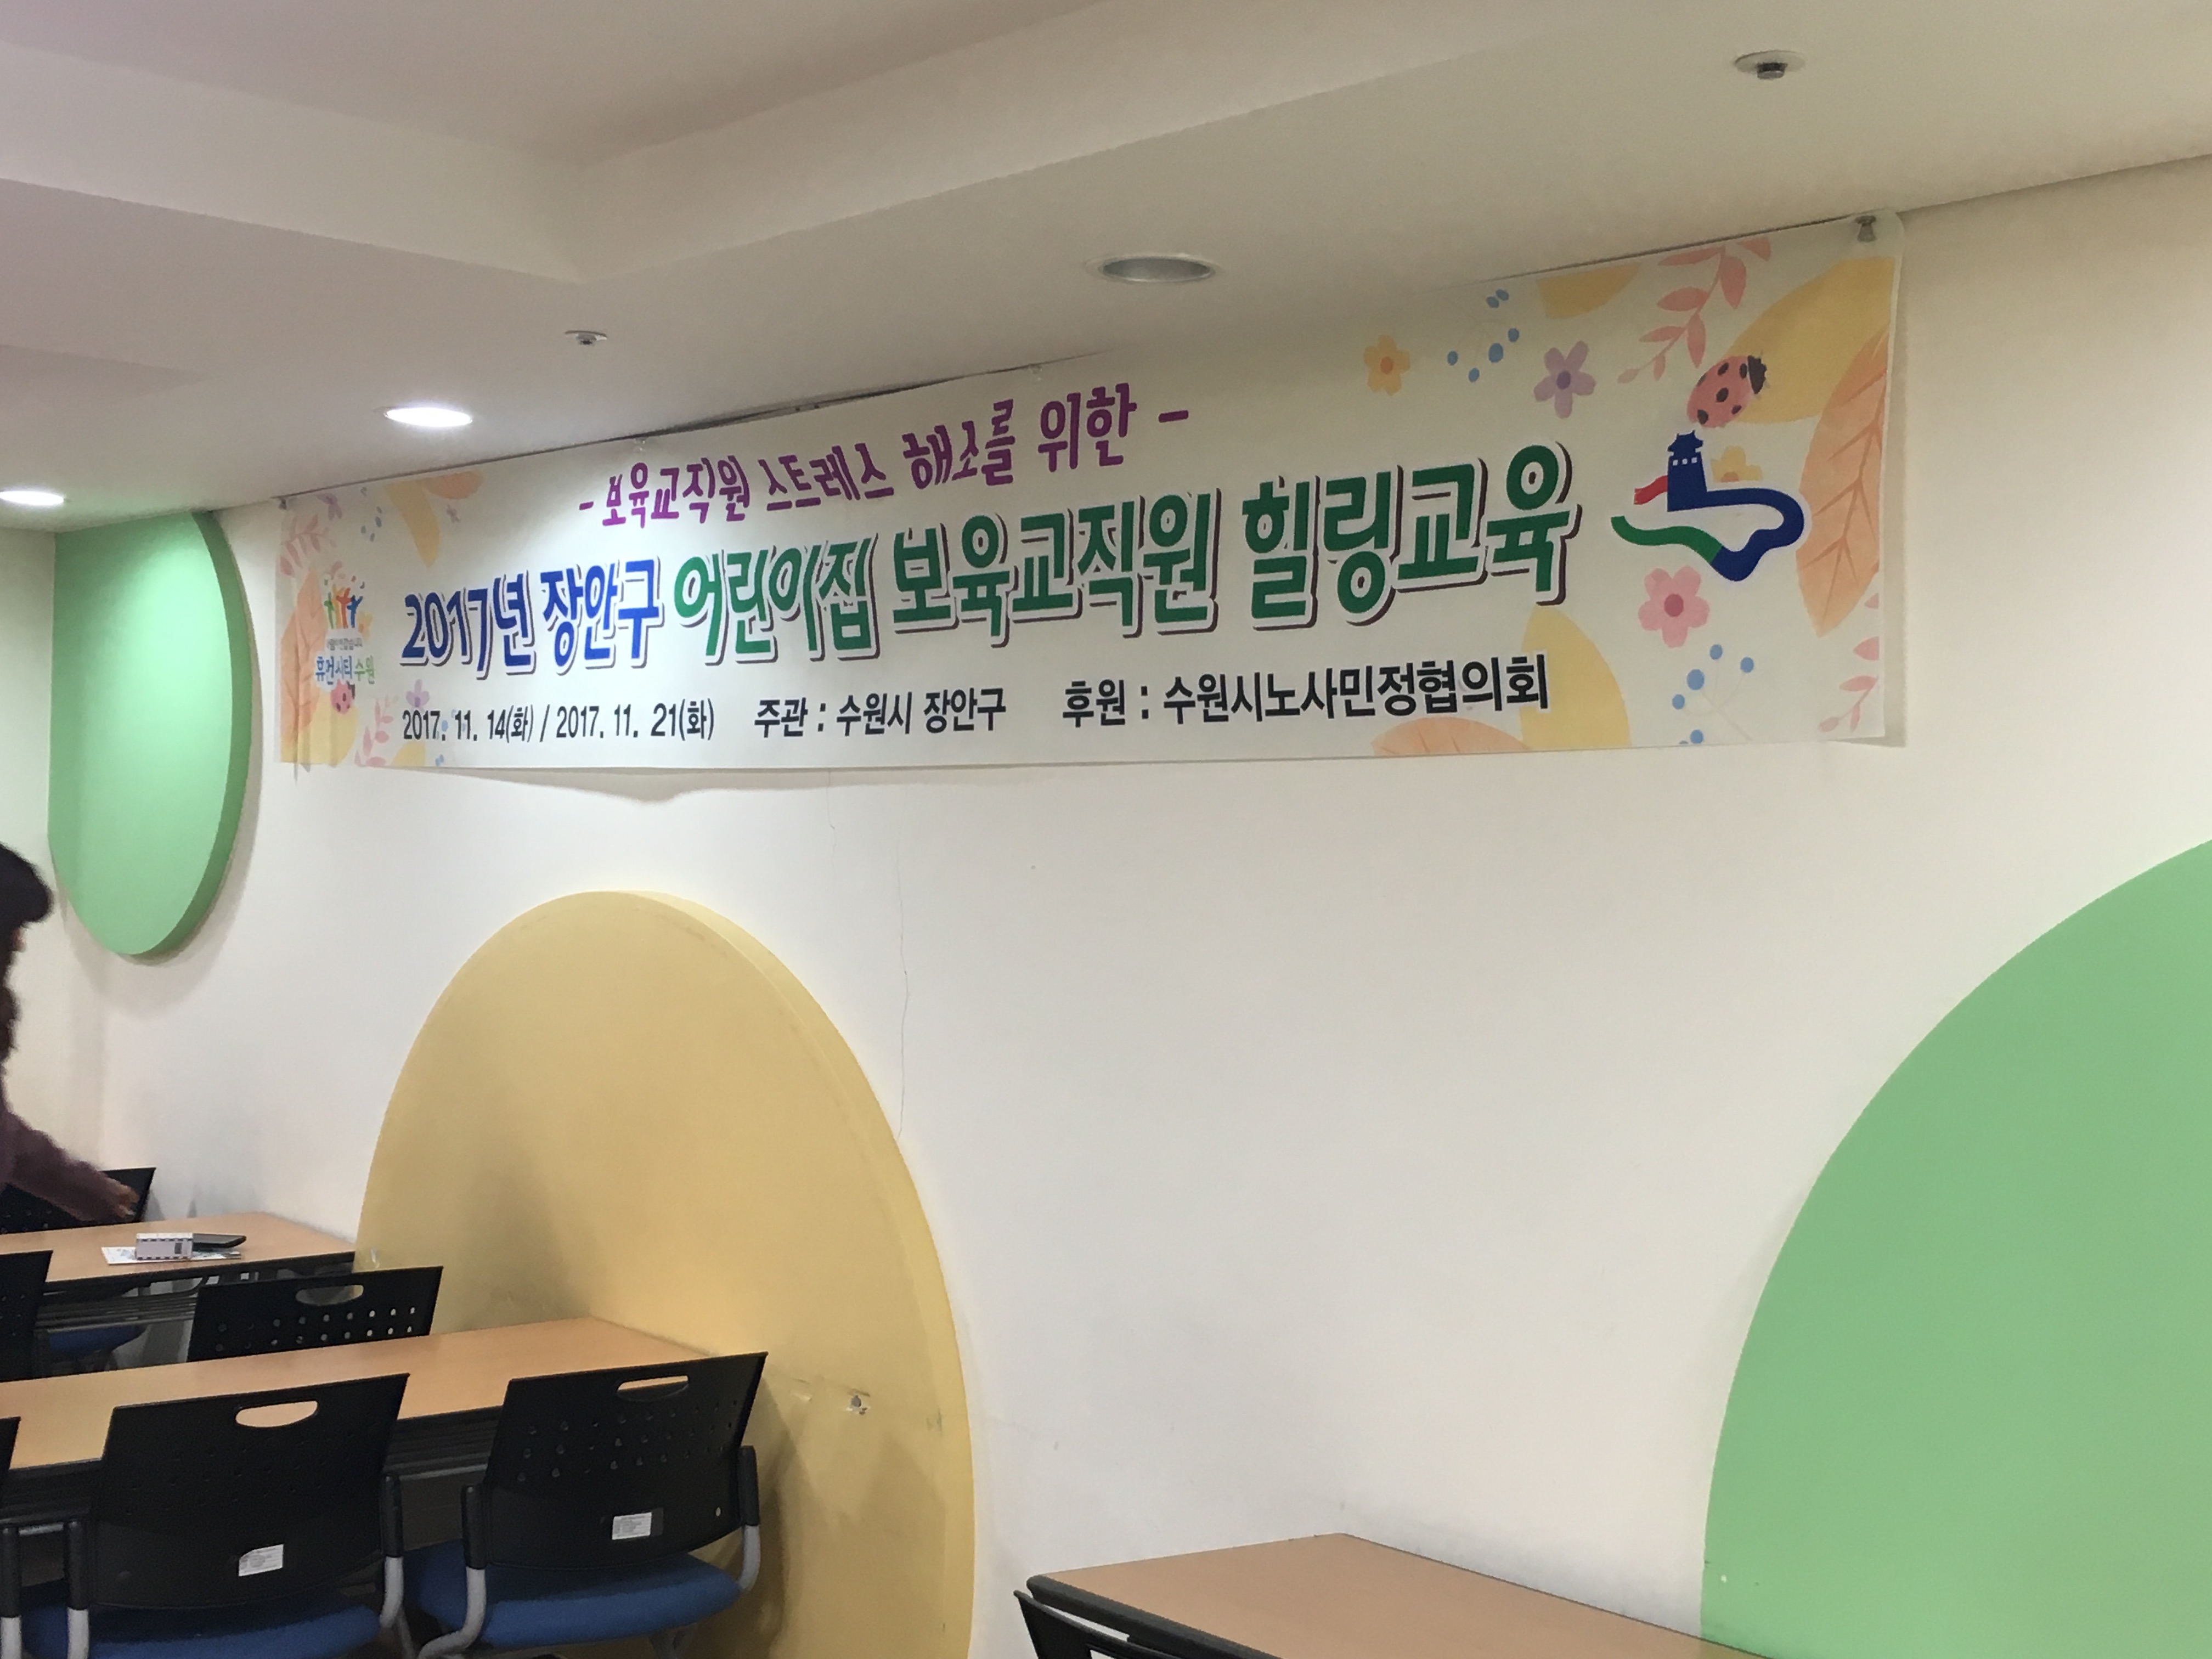 - 보육교직원 스트레스 해소를 위한 -
2017년 장안구 어린이집 보육교직원 힐링교육
휴먼시티 수원
2017. 11. 14(화) / 2017. 11. 21(화) 주관 : 수원시 장안구 후원 : 수원시노사민정협의회